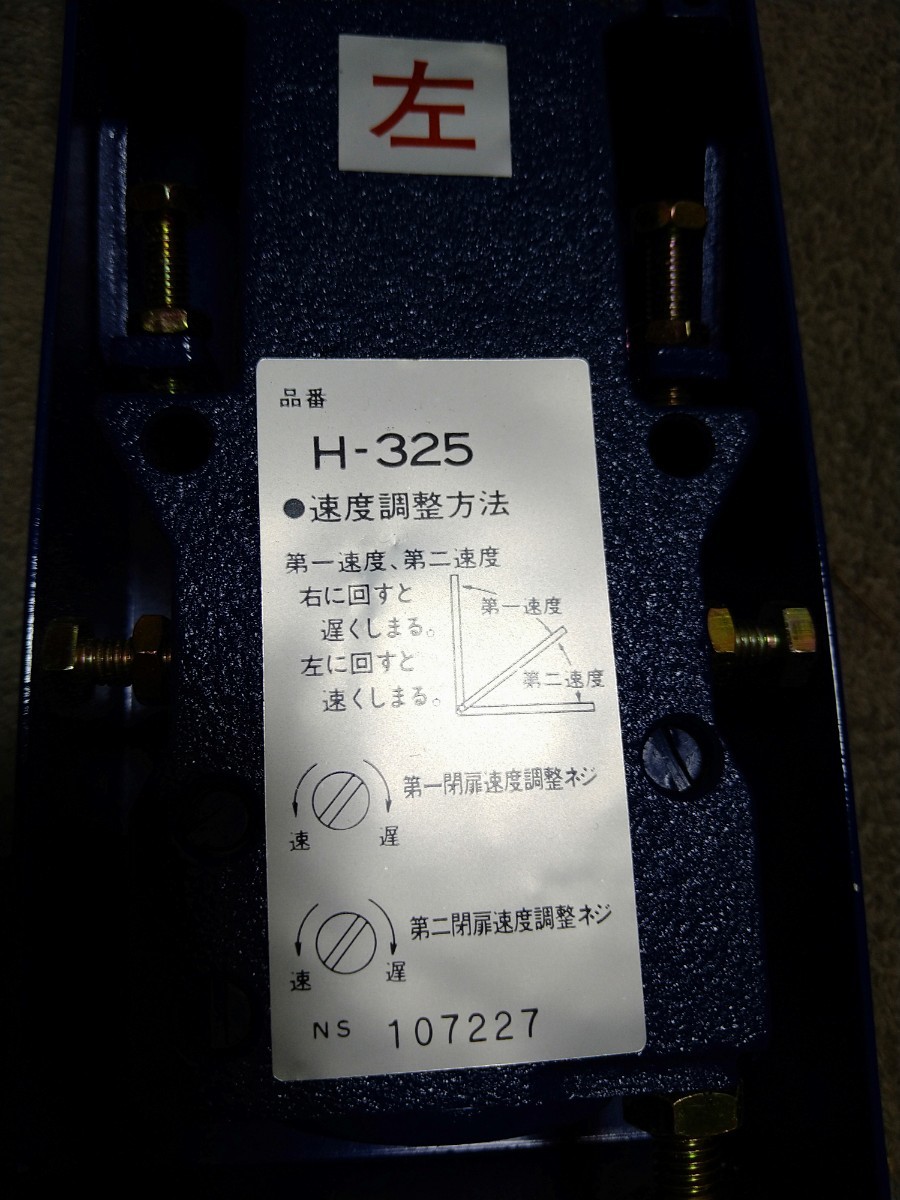 左
品番
H-325
●速度調整方法
第一速度、第二速度
右に回すと
遅くしまる。
左に回すと
速くしまる。
第一速度
第二速度
第一閉扉速度調整ネジ
速 遅
第二閉扉速度調整ネジ
速 遅
NS 107227